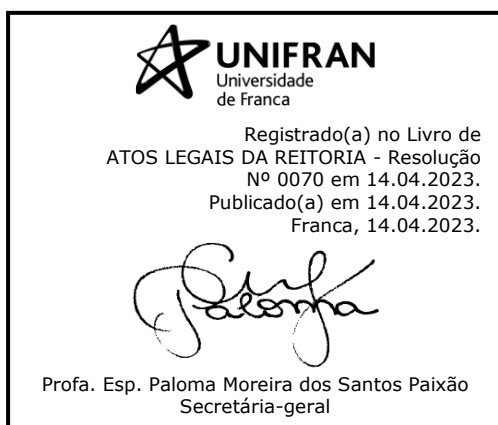 UNIFRAN
Universidade
de Franca
Registrado(a) no Livro de
ATOS LEGAIS DA REITORIA - Resolução
Nº 0070 em 14.04.2023.
Publicado(a) em 14.04.2023.
Franca, 14.04.2023.
Paloma
Profa. Esp. Paloma Moreira dos Santos Paixão
Secretária-geral